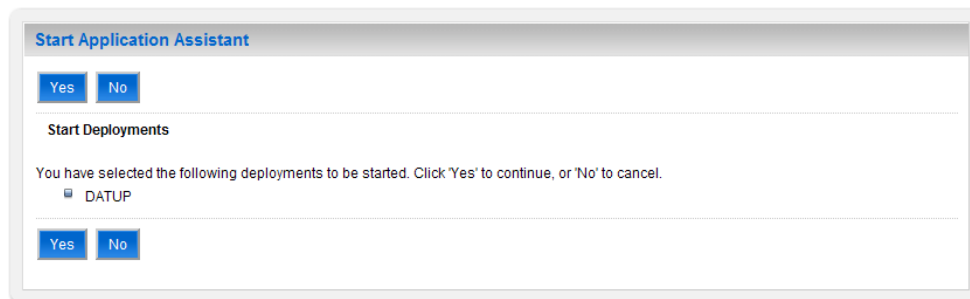 Start Application Assistant
Yes No
Start Deployments
You have selected the following deployments to be started. Click 'Yes' to continue, or 'No' to cancel.
DATUP
Yes No